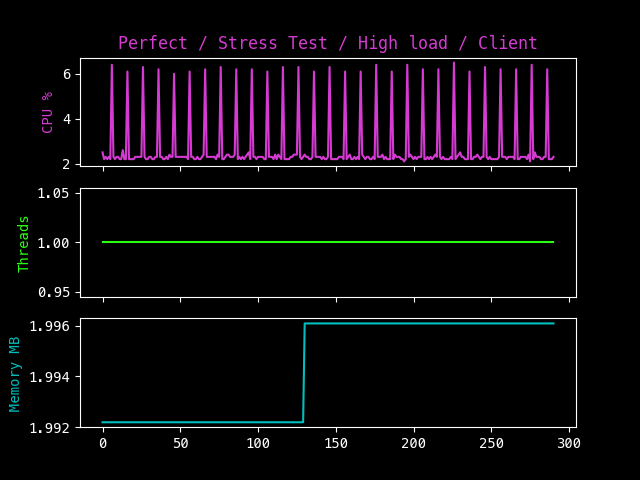 Perfect / Stress Test / High load / Client
CPU %
6
4
2
Threads
1.05
1.00
0.95
Memory MB
1.996
1.994
1.992
0 50 100 150 200 250 300